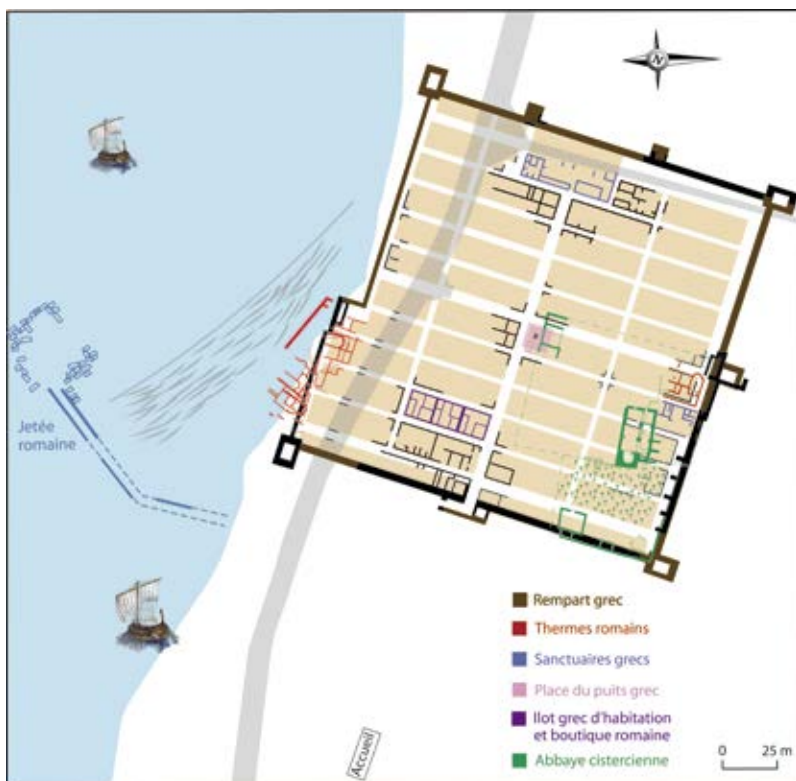 N
Jetée
romaine
Rempart grec
Thermes romains
Sanctuaires grecs
Place du puits grec
Ilot grec d'habitation
et boutique romaine
Abbaye cistercienne
Accueil
0 25 m